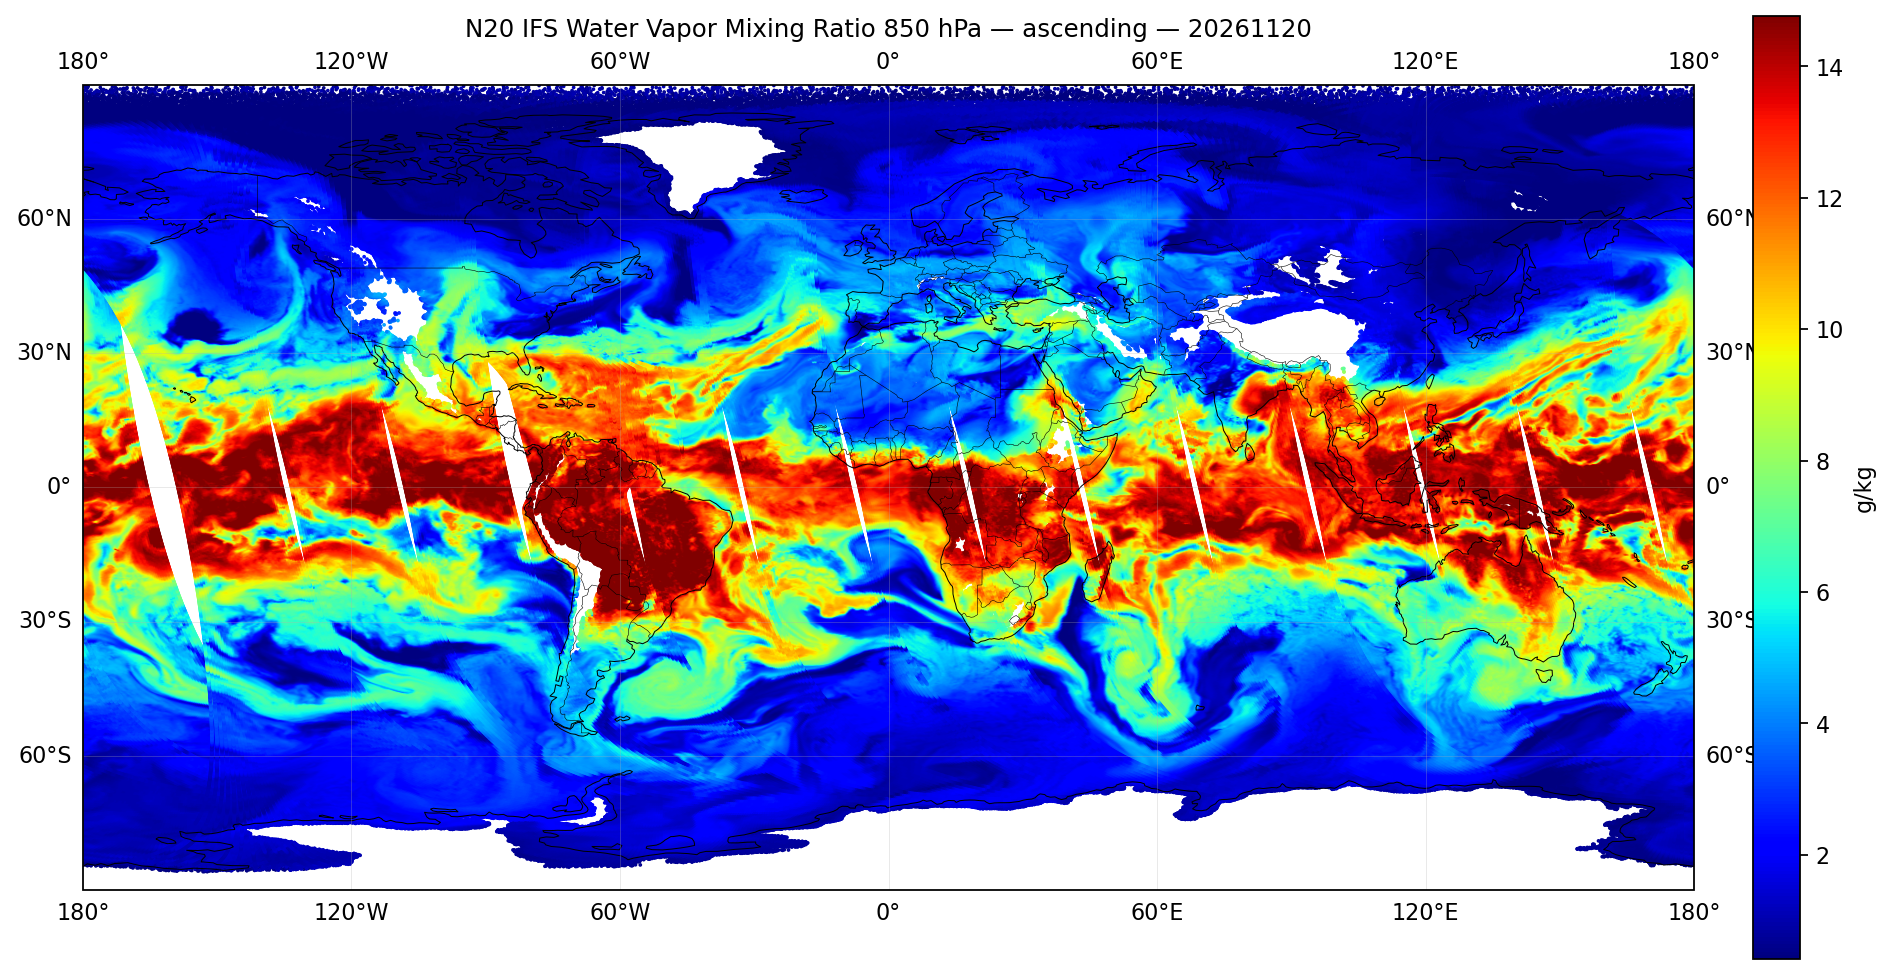 N20 IFS Water Vapor Mixing Ratio 850 hPa — ascending — 20261120
180° 120°W 60°W 0° 60°E 120°E 180°
14
12
10
8
6
4
2
g/kg
60°N 60°N
30°N 30°N
0° 0°
30°S 30°S
60°S 60°S
180° 120°W 60°W 0° 60°E 120°E 180°